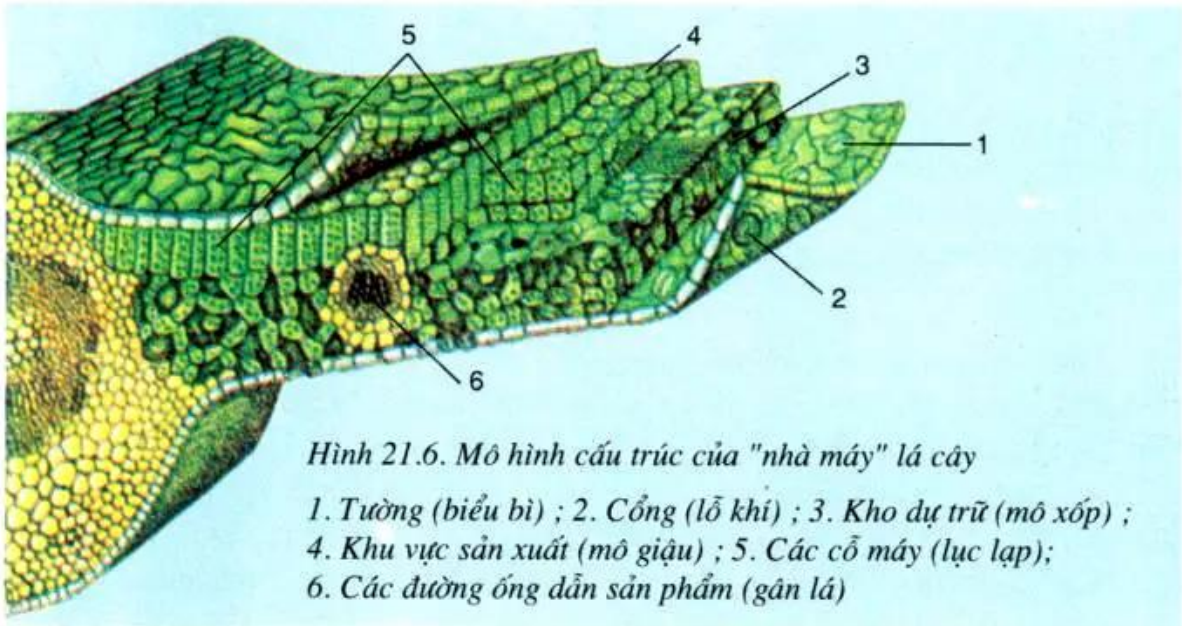 5
4
3
1
2
6
Hình 21.6. Mô hình cấu trúc của "nhà máy" lá cây
1. Tường (biểu bì) ; 2. Cổng (lỗ khí) ; 3. Kho dự trữ (mô xốp) ;
4. Khu vực sản xuất (mô giậu) ; 5. Các cỗ máy (lục lạp);
6. Các đường ống dẫn sản phẩm (gân lá)